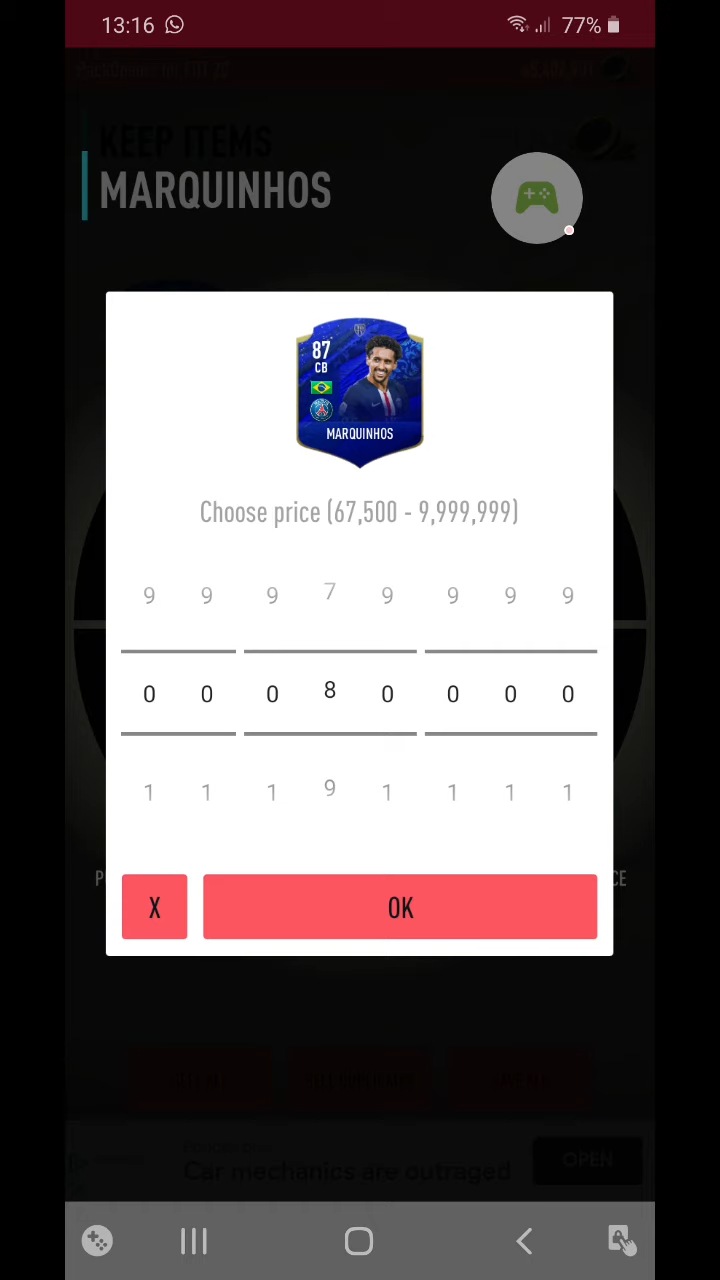 13:16 77%
KEEP ITEMS
MARQUINHOS
87
CB
MARQUINHOS
Choose price (67,500 - 9,999,999)
9 9 9 7 9 9 9 9
0 0 0 8 0 0 0 0
1 1 1 9 1 1 1 1
X OK
Car mechanics are outraged
OPEN